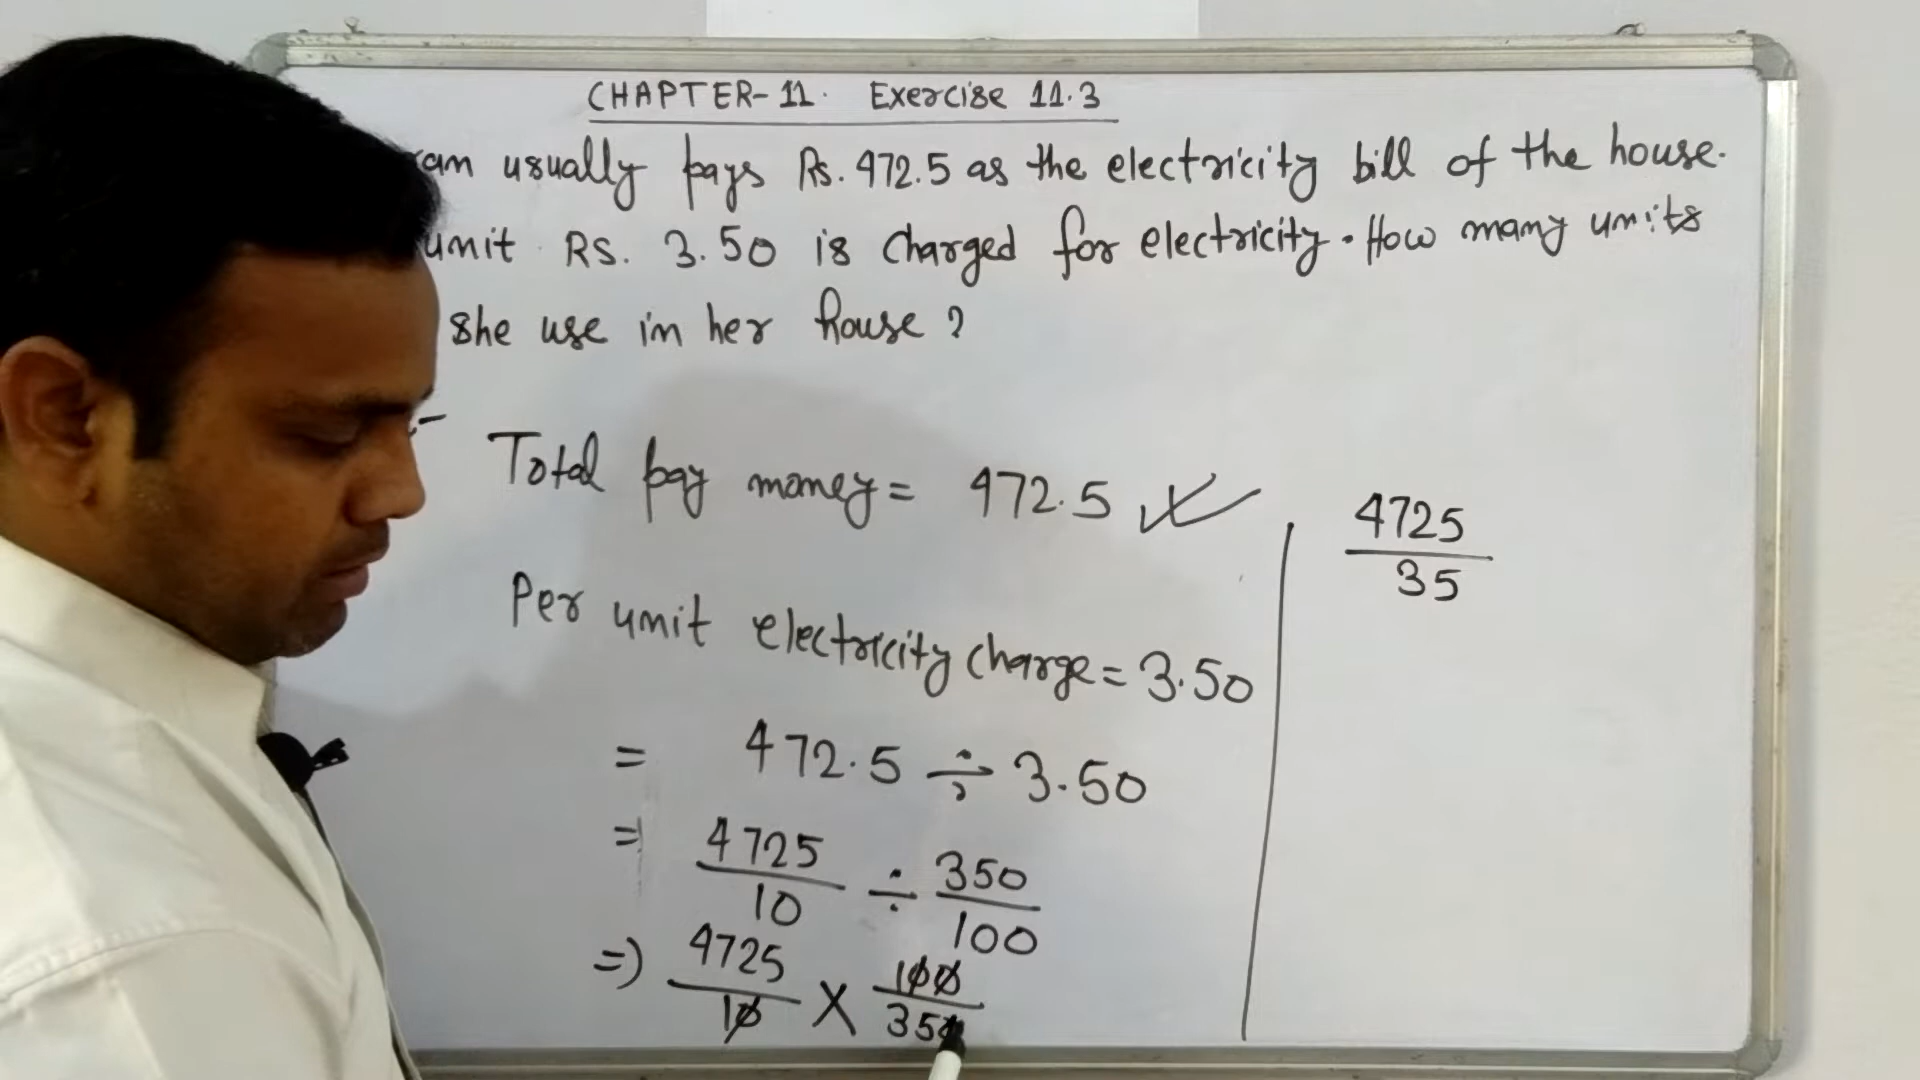 CHAPTER-11. Exercise 11.3
usually pays Rs. 472.5 as the electricity bill of the house.
unit Rs. 3.50 is charged for electricity. How many units
she use in her house ?
Total pay money = 472.5
Per unit electricity charge = 3.50
= 472.5 ÷ 3.50
= 4725/10 ÷ 350/100
=) 4725/10 X 100/350
4725
35